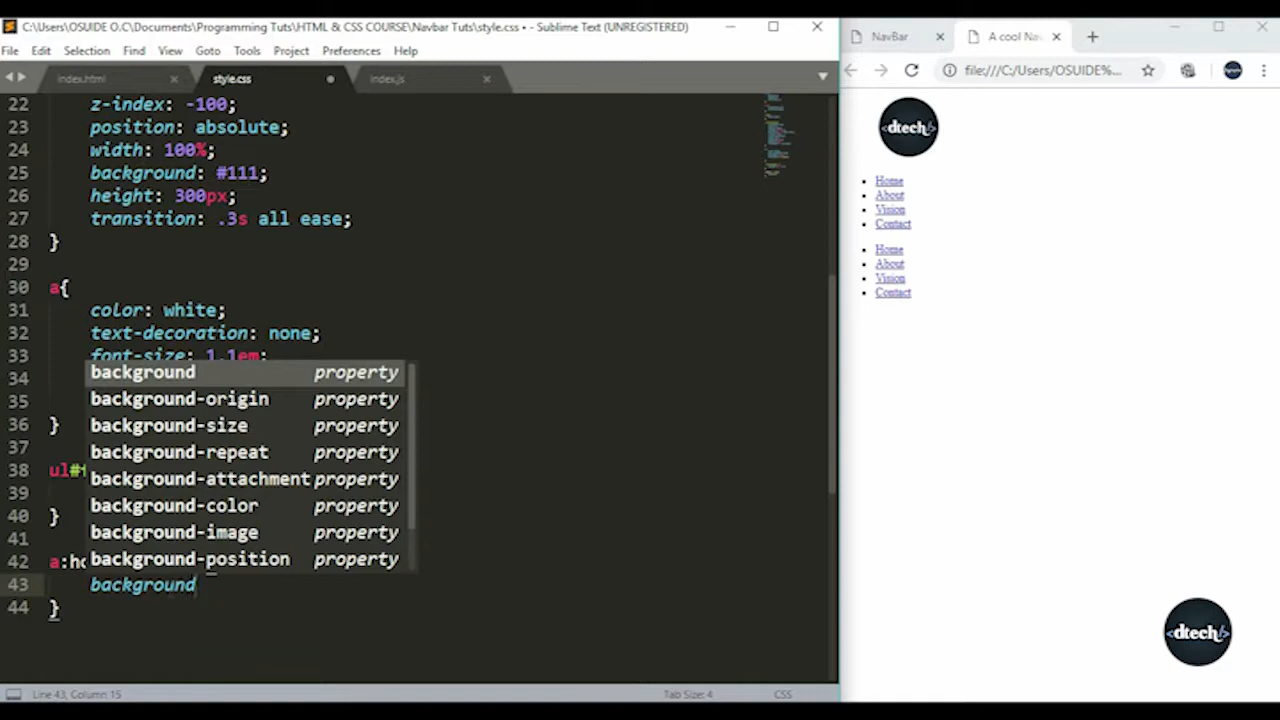 C:\Users\OSUIDE O.C\Documents\Programming Tuts\HTML & CSS COURSE\Navbar Tuts\style.css • - Sublime Text (UNREGISTERED)
File Edit Selection Find View Goto Tools Project Preferences Help
index.html style.css index.js
22 z-index: -100;
23 position: absolute;
24 width: 100%;
25 background: #111;
26 height: 300px;
27 transition: .3s all ease;
28 }
29
30 a{
31 color: white;
32 text-decoration: none;
33 font-size: 1.1em;
34
35
36 }
37
38 ul#
39
40 }
41
42 a:ho
43 background
44 }
background property
background-origin property
background-size property
background-repeat property
background-attachment property
background-color property
background-image property
background-position property
Line 43, Column 15 Tab Size: 4 CSS
NavBar A cool Nav
file:///C:/Users/OSUIDE%...
<dtech/>
Home
About
Vision
Contact
Home
About
Vision
Contact
<dtech/>